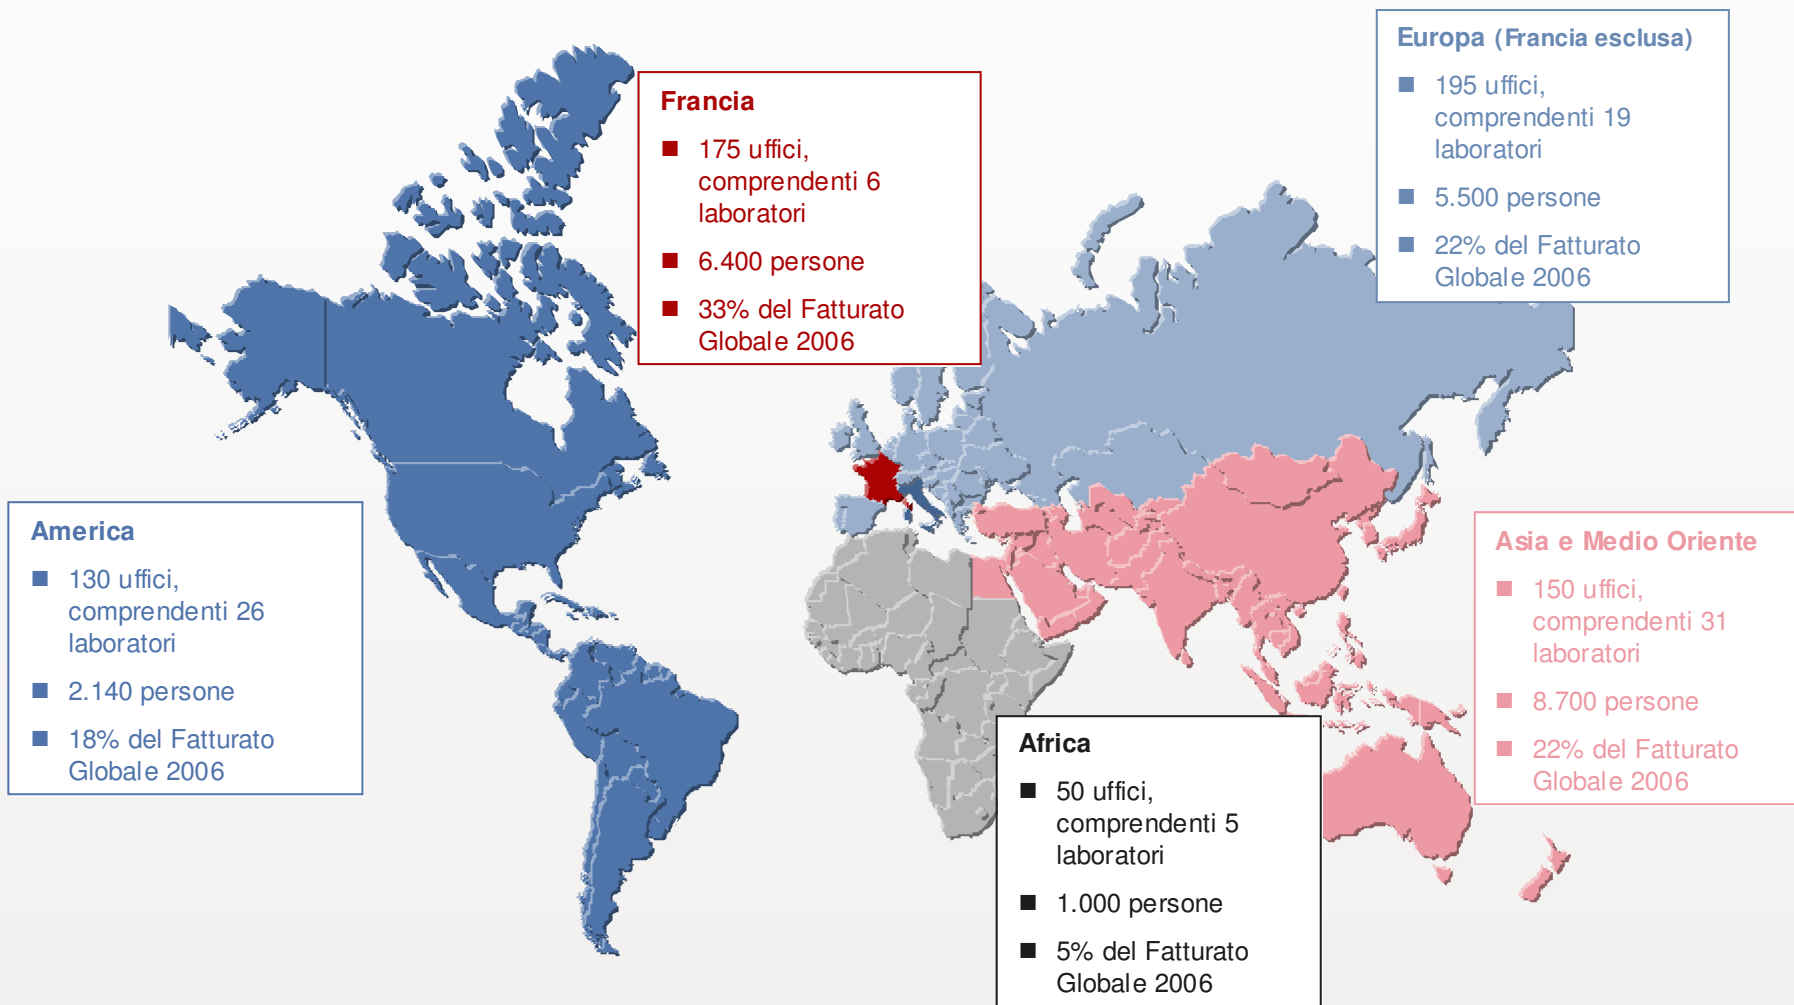 Europa (Francia esclusa)
■ 195 uffici,
comprendenti 19
laboratori
■ 5.500 persone
■ 22% del Fatturato
Globale 2006
Francia
■ 175 uffici,
comprendenti 6
laboratori
■ 6.400 persone
■ 33% del Fatturato
Globale 2006
America
■ 130 uffici,
comprendenti 26
laboratori
■ 2.140 persone
■ 18% del Fatturato
Globale 2006
Asia e Medio Oriente
■ 150 uffici,
comprendenti 31
laboratori
■ 8.700 persone
■ 22% del Fatturato
Globale 2006
Africa
■ 50 uffici,
comprendenti 5
laboratori
■ 1.000 persone
■ 5% del Fatturato
Globale 2006